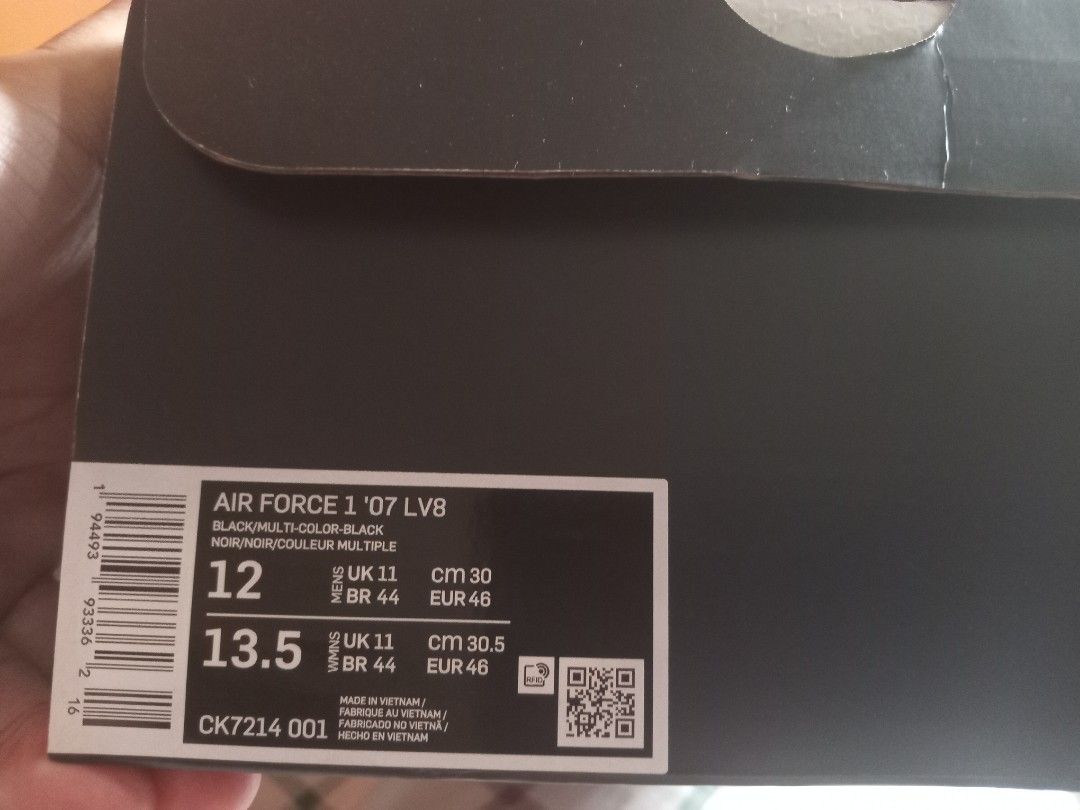 AIR FORCE 1 '07 LV8
BLACK/MULTI-COLOR-BLACK
NOIR/NOIR/COULEUR MULTIPLE
12 MENS UK 11 cm 30
BR 44 EUR 46
13.5 WMNS UK 11 cm 30.5
BR 44 EUR 46
RFID
CK7214 001
MADE IN VIETNAM /
FABRIQUE AU VIETNAM /
FABRICADO NO VIETNÃ /
HECHO EN VIETNAM
1 94493 93336 2
16